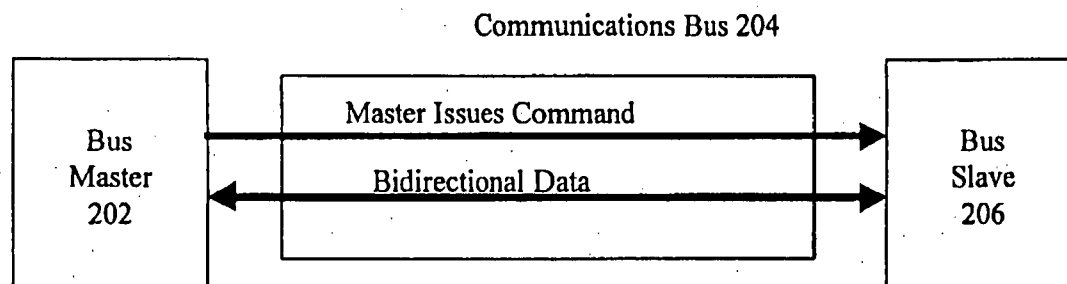 Communications Bus 204
Master Issues Command
Bidirectional Data
Bus
Master
202
Bus
Slave
206